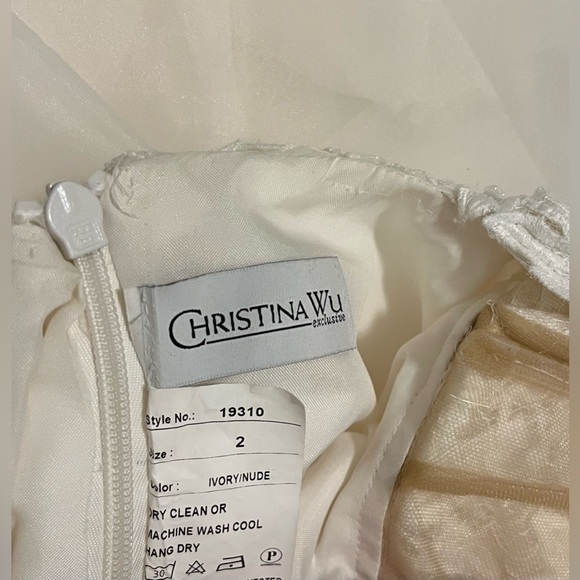 CHRISTINA WU
exclusive
Style No.: 19310
Size : 2
Color : IVORY/NUDE
DRY CLEAN OR
MACHINE WASH COOL
HANG DRY
30 P